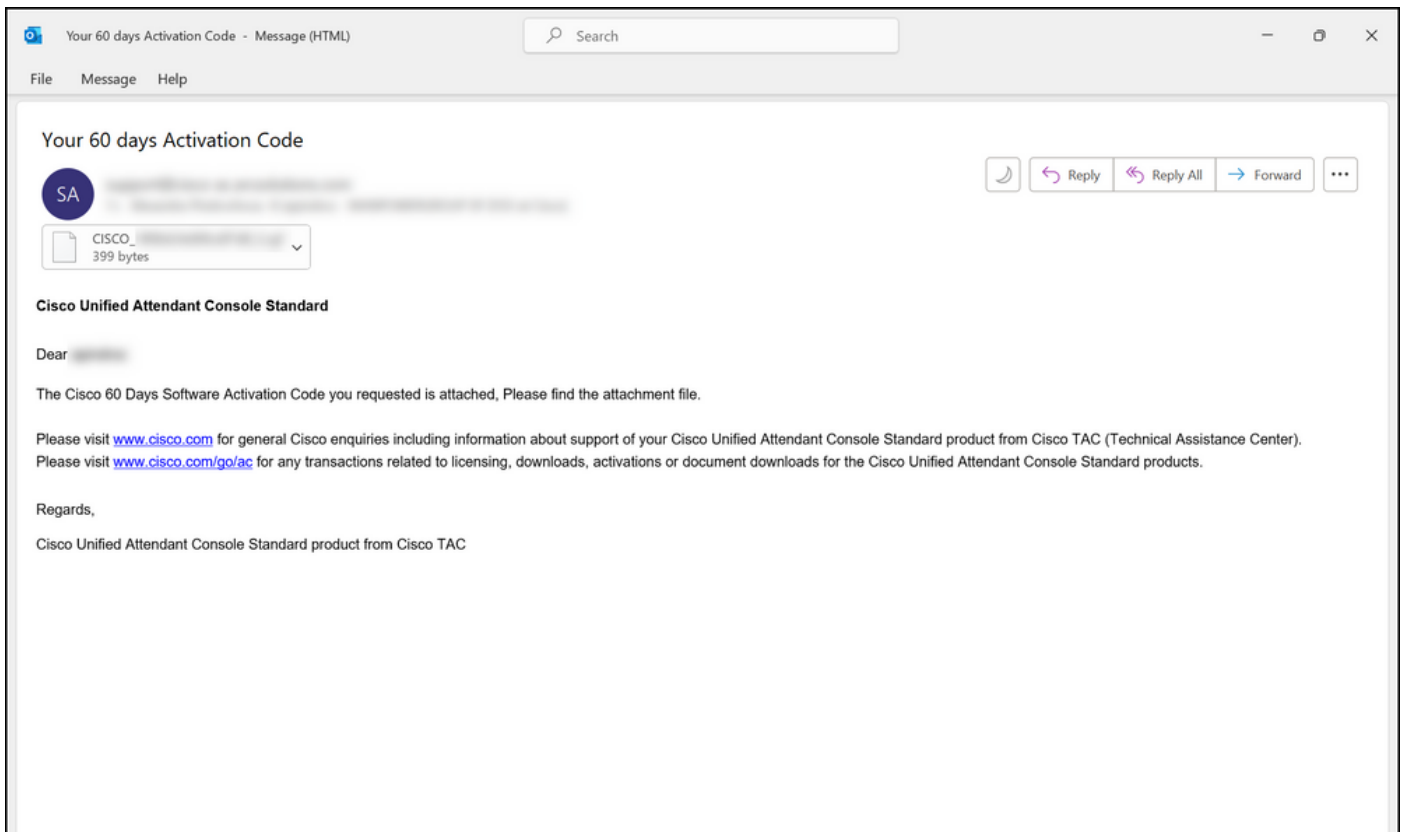 Your 60 days Activation Code - Message (HTML)
Search
File Message Help
Your 60 days Activation Code
SA
Reply
Reply All
Forward
CISCO_
399 bytes
Cisco Unified Attendant Console Standard
Dear
The Cisco 60 Days Software Activation Code you requested is attached, Please find the attachment file.
Please visit www.cisco.com for general Cisco enquiries including information about support of your Cisco Unified Attendant Console Standard product from Cisco TAC (Technical Assistance Center).
Please visit www.cisco.com/go/ac for any transactions related to licensing, downloads, activations or document downloads for the Cisco Unified Attendant Console Standard products.
Regards,
Cisco Unified Attendant Console Standard product from Cisco TAC